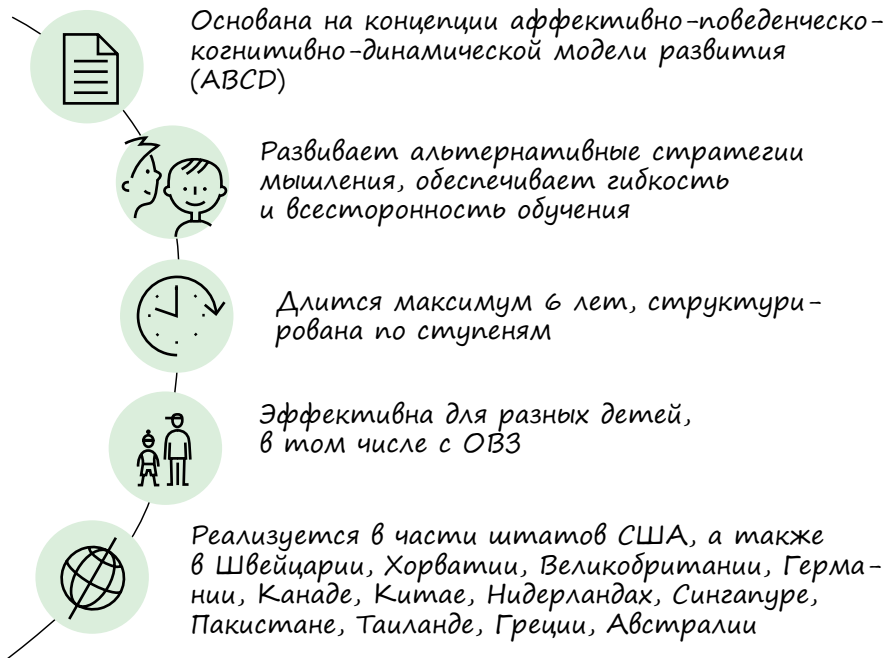 Основана на концепции аффективно-поведенческо-
когнитивно-динамической модели развития
(ABCD)
Развивает альтернативные стратегии
мышления, обеспечивает гибкость
и всесторонность обучения
Длится максимум 6 лет, структури-
рована по ступеням
Эффективна для разных детей,
в том числе с ОВЗ
Реализуется в части штатов США, а также
в Швейцарии, Хорватии, Великобритании, Герма-
нии, Канаде, Китае, Нидерландах, Сингапуре,
Пакистане, Таиланде, Греции, Австралии